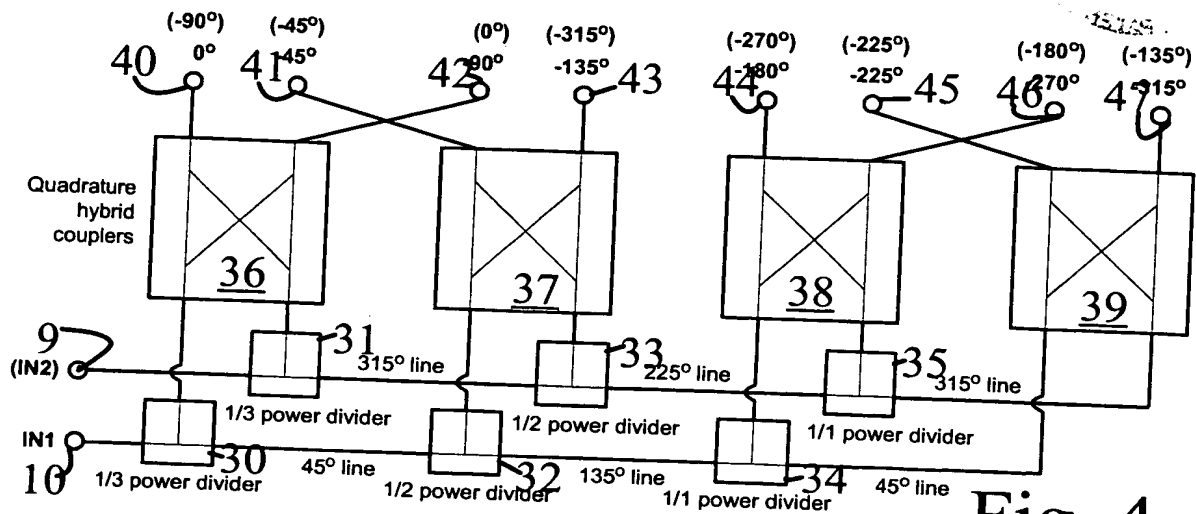 (-90°) (-45°) (0°) (-315°) (-270°) (-225°) (-180°) (-135°)
40 0° 41 -45° 42 -90° -135° 43 44 -180° -225° 45 46 -270° -315°
Quadrature
hybrid
couplers
36 37 38 39
9 31 33 35
(IN2) 315° line 225° line 315° line
1/3 power divider 1/2 power divider 1/1 power divider
IN1 30 45° line 32 135° line 34 45° line
10 1/3 power divider 1/2 power divider 1/1 power divider